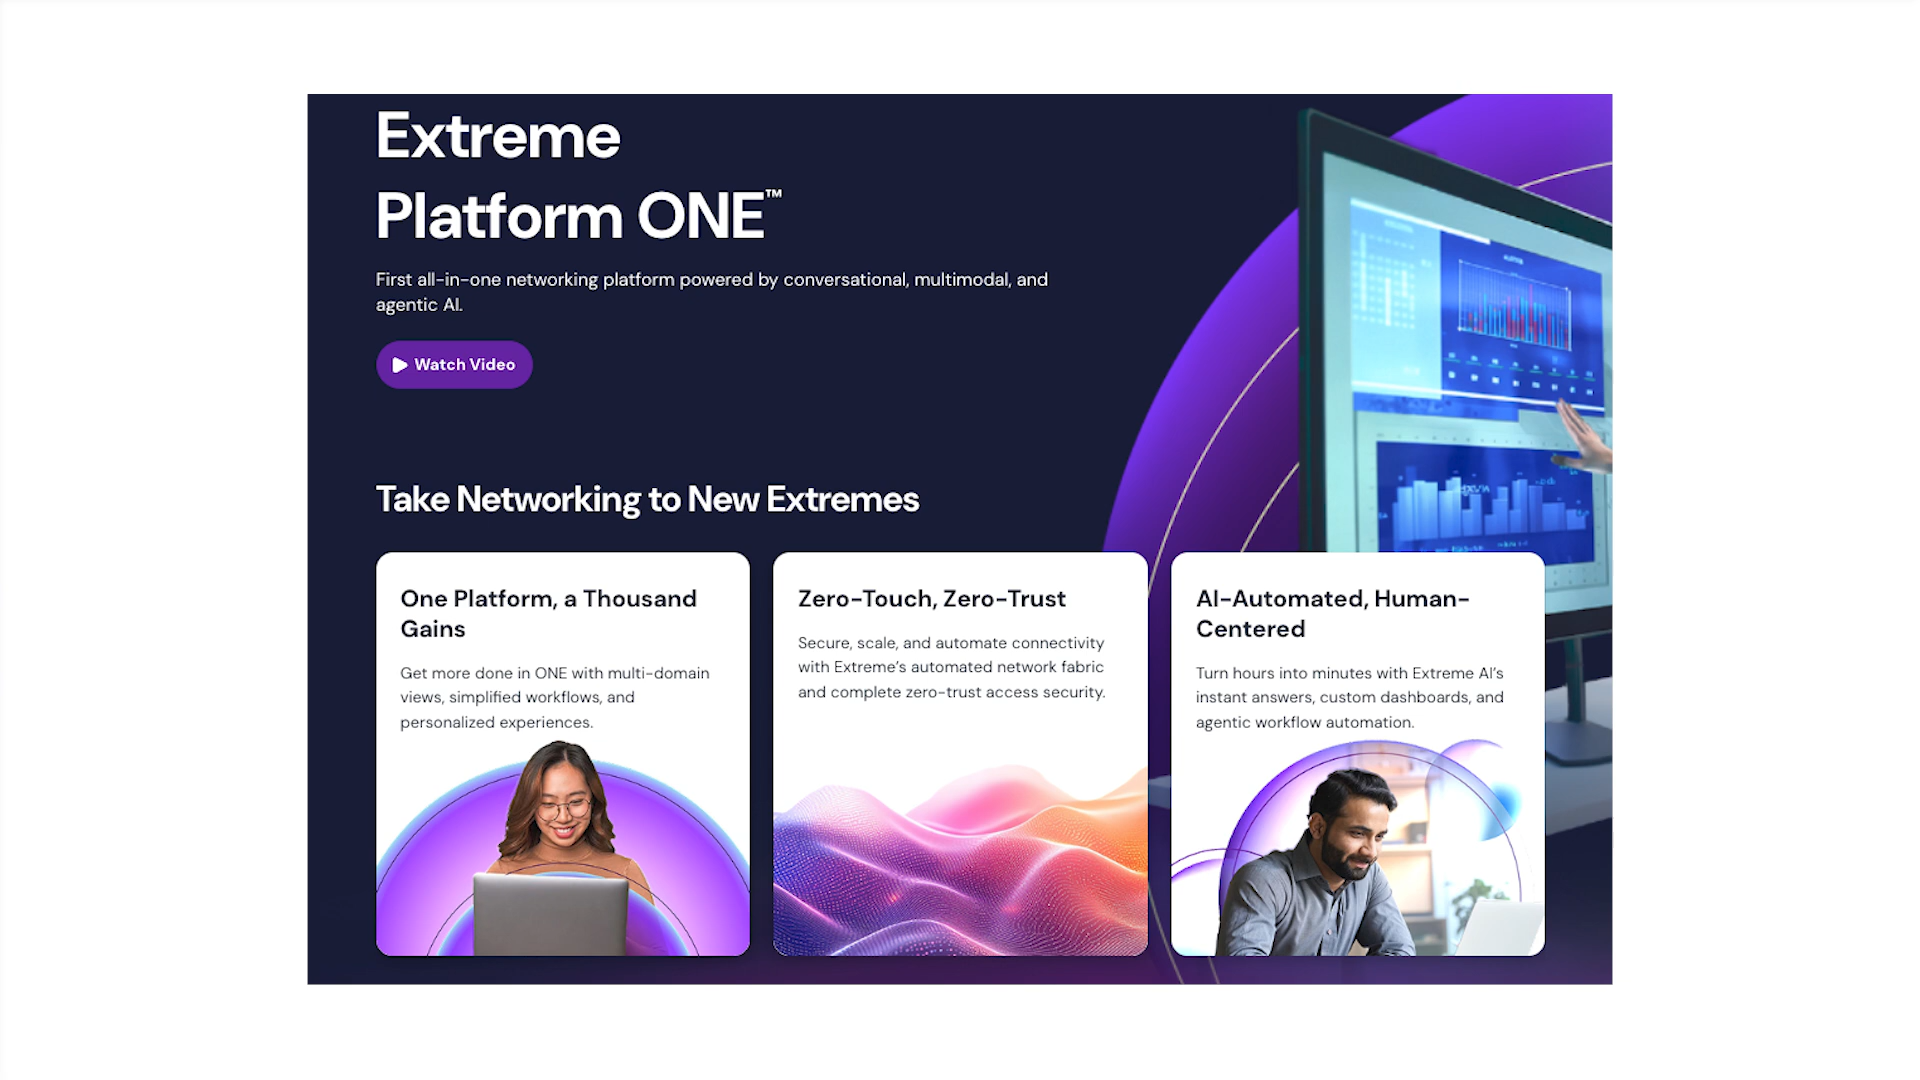 Extreme
Platform ONE™
First all-in-one networking platform powered by conversational, multimodal, and
agentic AI.
Watch Video
Take Networking to New Extremes
One Platform, a Thousand
Gains
Get more done in ONE with multi-domain
views, simplified workflows, and
personalized experiences.
Zero-Touch, Zero-Trust
Secure, scale, and automate connectivity
with Extreme’s automated network fabric
and complete zero-trust access security.
AI-Automated, Human-
Centered
Turn hours into minutes with Extreme AI’s
instant answers, custom dashboards, and
agentic workflow automation.